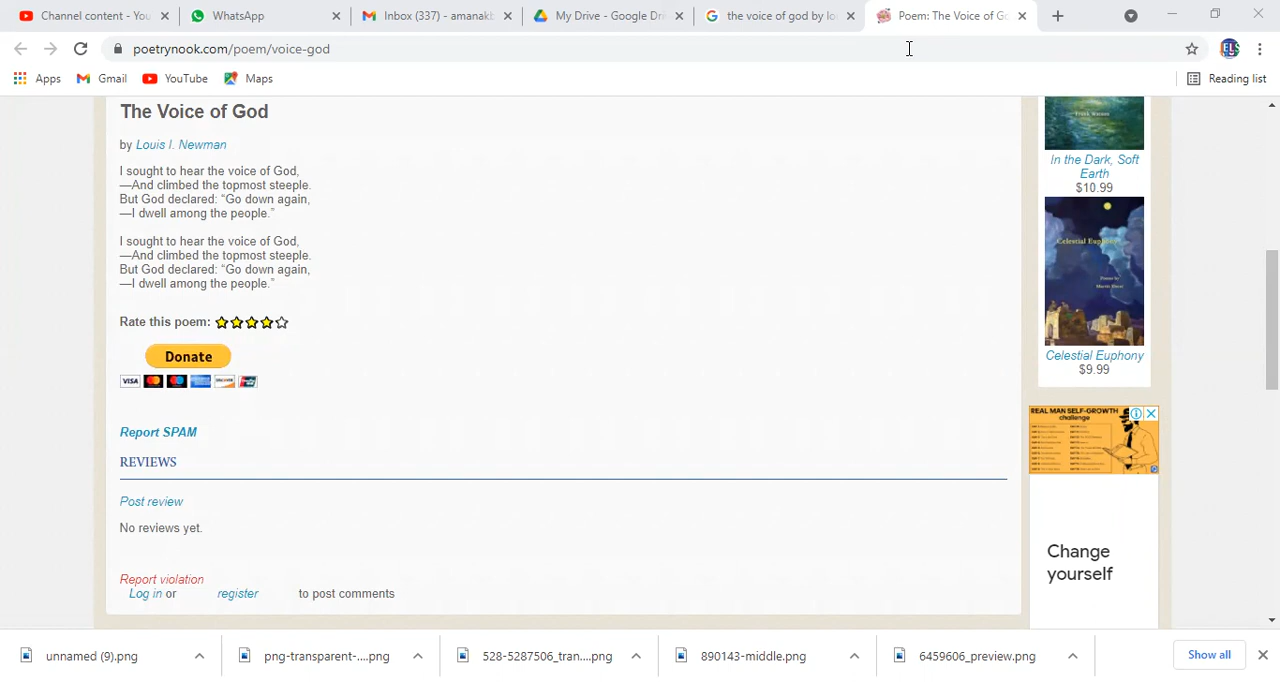 Channel content - You
WhatsApp
Inbox (337) - amanakb
My Drive - Google Dri
the voice of god by lo
Poem: The Voice of Go
poetrynook.com/poem/voice-god
Apps
Gmail
YouTube
Maps
Reading list
The Voice of God
by Louis I. Newman
I sought to hear the voice of God,
—And climbed the topmost steeple.
But God declared: “Go down again,
—I dwell among the people.”
I sought to hear the voice of God,
—And climbed the topmost steeple.
But God declared: “Go down again,
—I dwell among the people.”
Rate this poem:
Donate
VISA
Report SPAM
REVIEWS
Post review
No reviews yet.
Report violation
Log in or register to post comments
Frank Watson
In the Dark, Soft
Earth
$10.99
Celestial Euphony
Poems by
Celestial Euphony
$9.99
REAL MAN SELF-GROWTH
challenge
Change
yourself
unnamed (9).png
png-transparent-....png
528-5287506_tran....png
890143-middle.png
6459606_preview.png
Show all